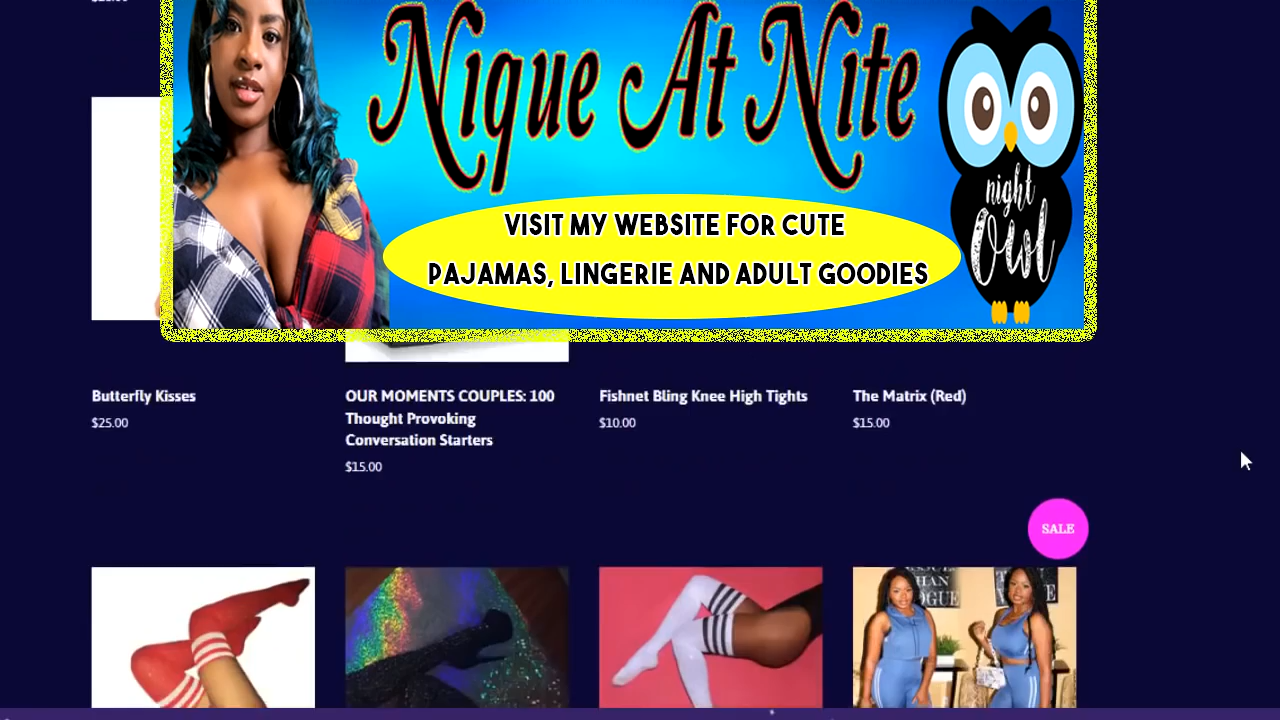 Nique At Nite
night
Owl
VISIT MY WEBSITE FOR CUTE
PAJAMAS, LINGERIE AND ADULT GOODIES
Butterfly Kisses
$25.00
OUR MOMENTS COUPLES: 100
Thought Provoking
Conversation Starters
$15.00
Fishnet Bling Knee High Tights
$10.00
The Matrix (Red)
$15.00
SALE
HAN
OGUE